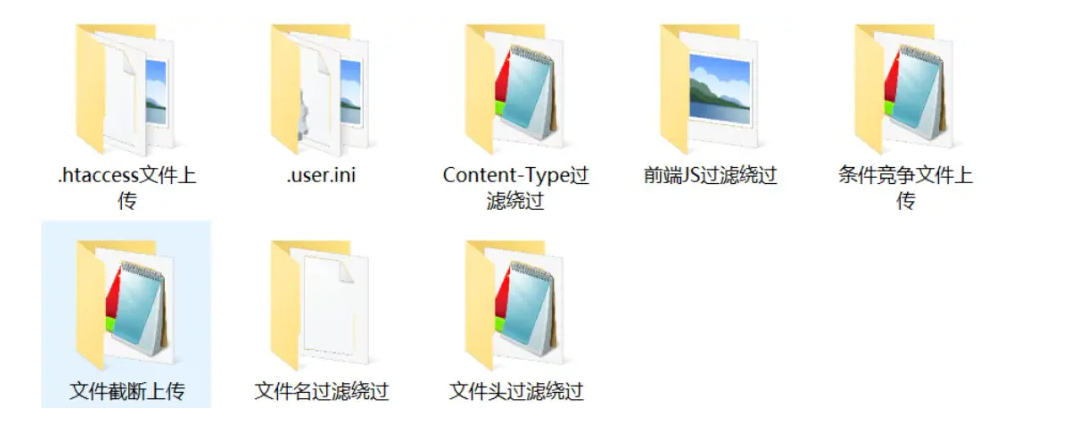 .htaccess文件上
传
.user.ini
Content-Type过
滤绕过
前端JS过滤绕过
条件竞争文件上
传
文件截断上传
文件名过滤绕过
文件头过滤绕过